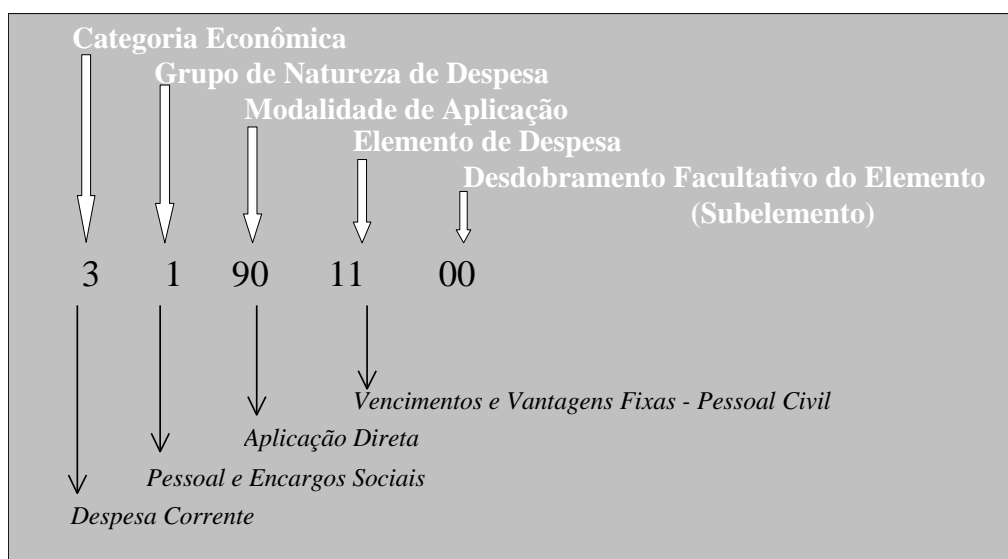 Categoria Econômica
Grupo de Natureza de Despesa
Modalidade de Aplicação
Elemento de Despesa
Desdobramento Facultativo do Elemento
(Subelemento)
3 1 90 11 00
Vencimentos e Vantagens Fixas - Pessoal Civil
Aplicação Direta
Pessoal e Encargos Sociais
Despesa Corrente